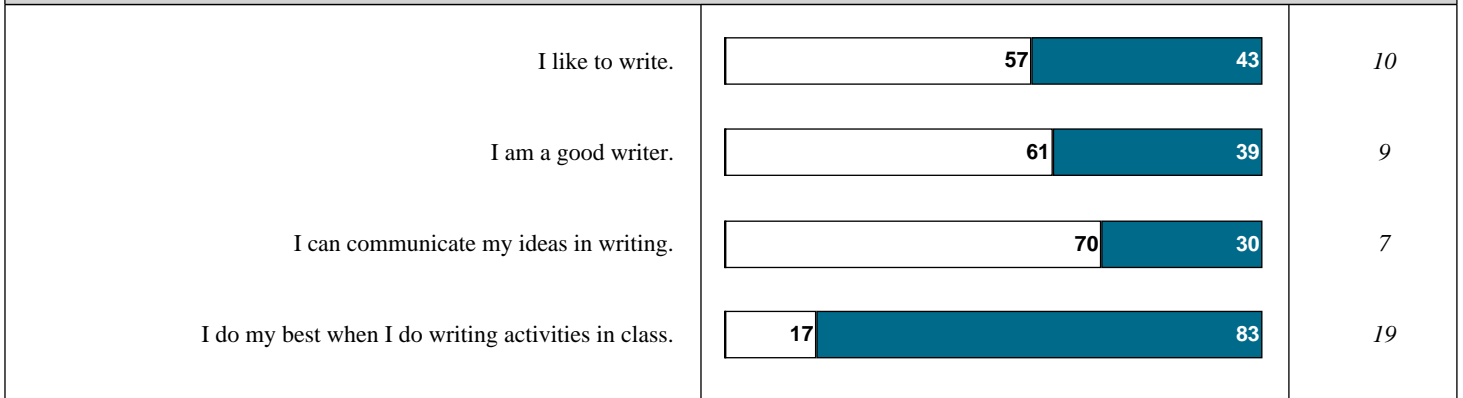 I like to write. 57 43 10
I am a good writer. 61 39 9
I can communicate my ideas in writing. 70 30 7
I do my best when I do writing activities in class. 17 83 19